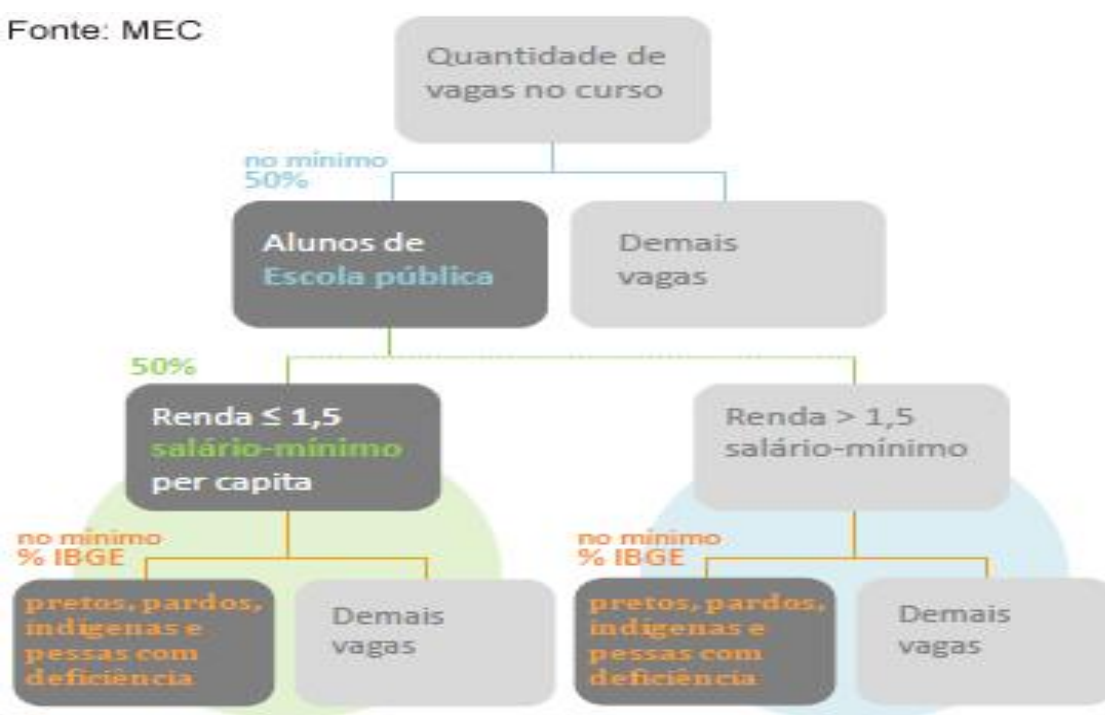 Fonte: MEC
Quantidade de
vagas no curso
no mínimo
50%
Alunos de
Escola pública
Demais
vagas
50%
Renda ≤ 1,5
salário-mínimo
per capita
Renda > 1,5
salário-mínimo
no mínimo
% IBGE
pretos, pardos,
indígenas e
pessas com
deficiência
Demais
vagas
no mínimo
% IBGE
pretos, pardos,
indígenas e
pessas com
deficiência
Demais
vagas